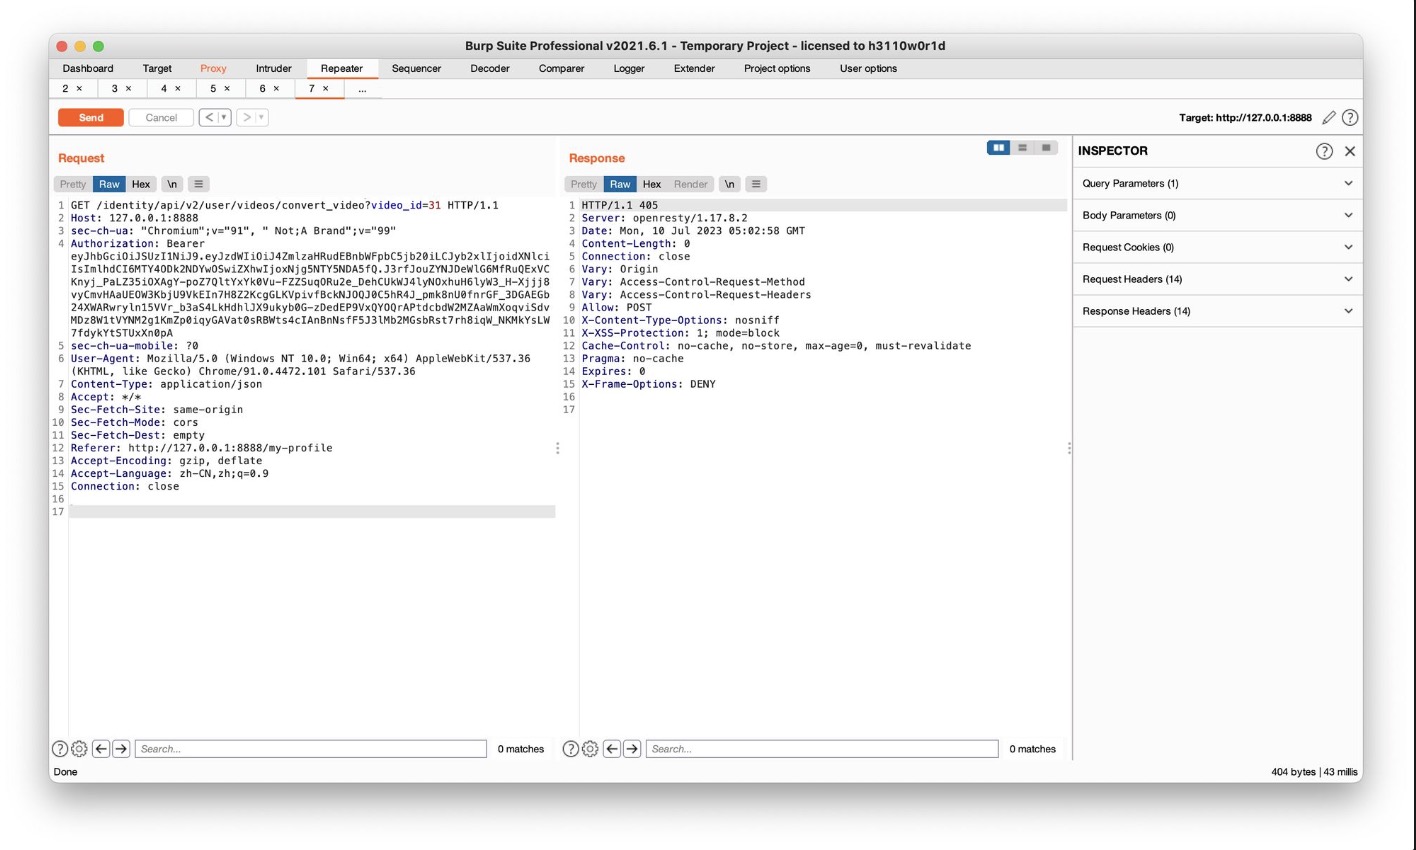 Burp Suite Professional v2021.6.1 - Temporary Project - licensed to h3110w0r1d
Dashboard Target Proxy Intruder Repeater Sequencer Decoder Comparer Logger Extender Project options User options
2 × 3 × 4 × 5 × 6 × 7 × ...
Send Cancel < > Target: http://127.0.0.1:8888
Request
Pretty Raw Hex \n
1 GET /identity/api/v2/user/videos/convert_video?video_id=31 HTTP/1.1
2 Host: 127.0.0.1:8888
3 sec-ch-ua: "Chromium";v="91", " Not;A Brand";v="99"
4 Authorization: Bearer
5 sec-ch-ua-mobile: ?0
6 User-Agent: Mozilla/5.0 (Windows NT 10.0; Win64; x64) AppleWebKit/537.36
(KHTML, like Gecko) Chrome/91.0.4472.101 Safari/537.36
7 Content-Type: application/json
8 Accept: */*
9 Sec-Fetch-Site: same-origin
10 Sec-Fetch-Mode: cors
11 Sec-Fetch-Dest: empty
12 Referer: http://127.0.0.1:8888/my-profile
13 Accept-Encoding: gzip, deflate
14 Accept-Language: zh-CN,zh;q=0.9
15 Connection: close
16
17
Search... 0 matches
Response
Pretty Raw Hex Render \n
1 HTTP/1.1 405
2 Server: openresty/1.17.8.2
3 Date: Mon, 10 Jul 2023 05:02:58 GMT
4 Content-Length: 0
5 Connection: close
6 Vary: Origin
7 Vary: Access-Control-Request-Method
8 Vary: Access-Control-Request-Headers
9 Allow: POST
10 X-Content-Type-Options: nosniff
11 X-XSS-Protection: 1; mode=block
12 Cache-Control: no-cache, no-store, max-age=0, must-revalidate
13 Pragma: no-cache
14 Expires: 0
15 X-Frame-Options: DENY
16
17
Search... 0 matches
INSPECTOR
Query Parameters (1)
Body Parameters (0)
Request Cookies (0)
Request Headers (14)
Response Headers (14)
Done
404 bytes | 43 millis